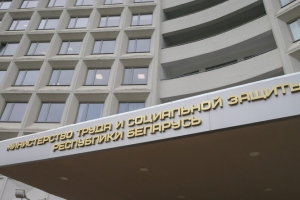 МИНИСТЕРСТВО ТРУДА И СОЦИАЛЬНОЙ ЗАЩИТЫ
РЕСПУБЛИКИ БЕЛАРУСЬ